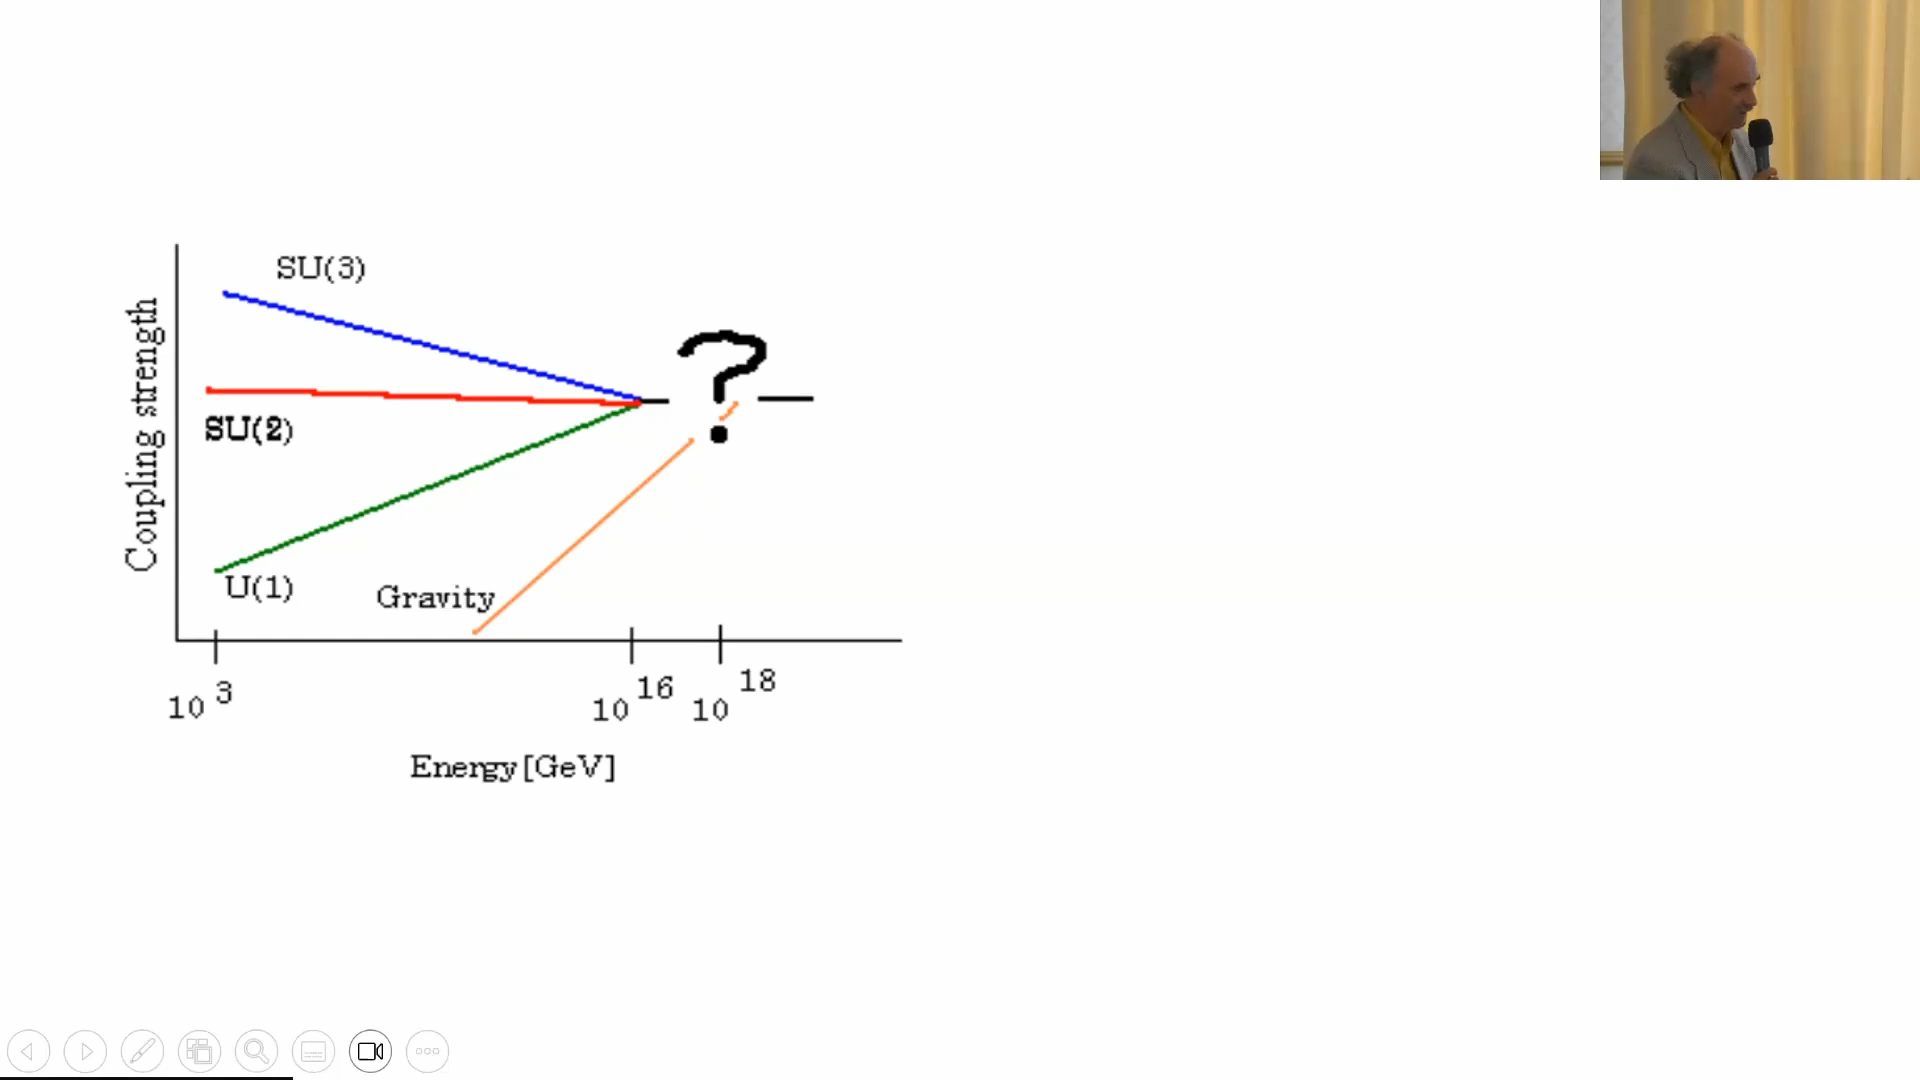 SU(3)
Coupling strength
SU(2)
?
U(1)
Gravity
10 3
10 16
10 18
Energy [GeV]